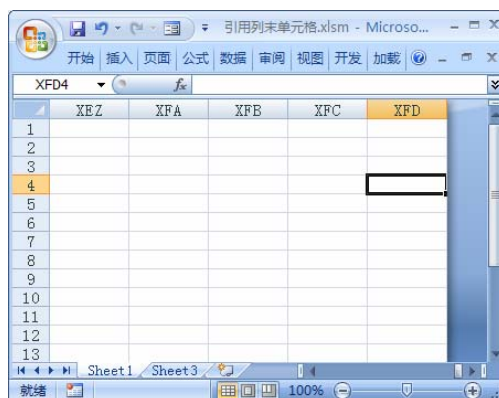 引用列末单元格.xlsm - Microso...
开始 插入 页面 公式 数据 审阅 视图 开发 加载
XFD4 fx
XEZ XFA XFB XFC XFD
1
2
3
4
5
6
7
8
9
10
11
12
13
Sheet1 Sheet3
就绪 100%